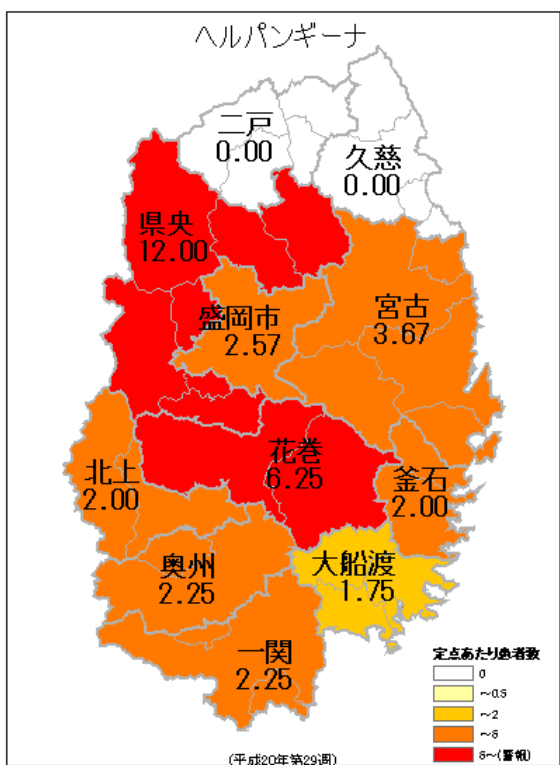 ヘルパンギーナ
二戸
0.00
久慈
0.00
県央
12.00
盛岡市
2.57
宮古
3.67
花巻
6.25
北上
2.00
釜石
2.00
奥州
2.25
大船渡
1.75
一関
2.25
定点あたり患者数
0
～0.5
～2
～6
6～(警報)
(平成20年第29週)